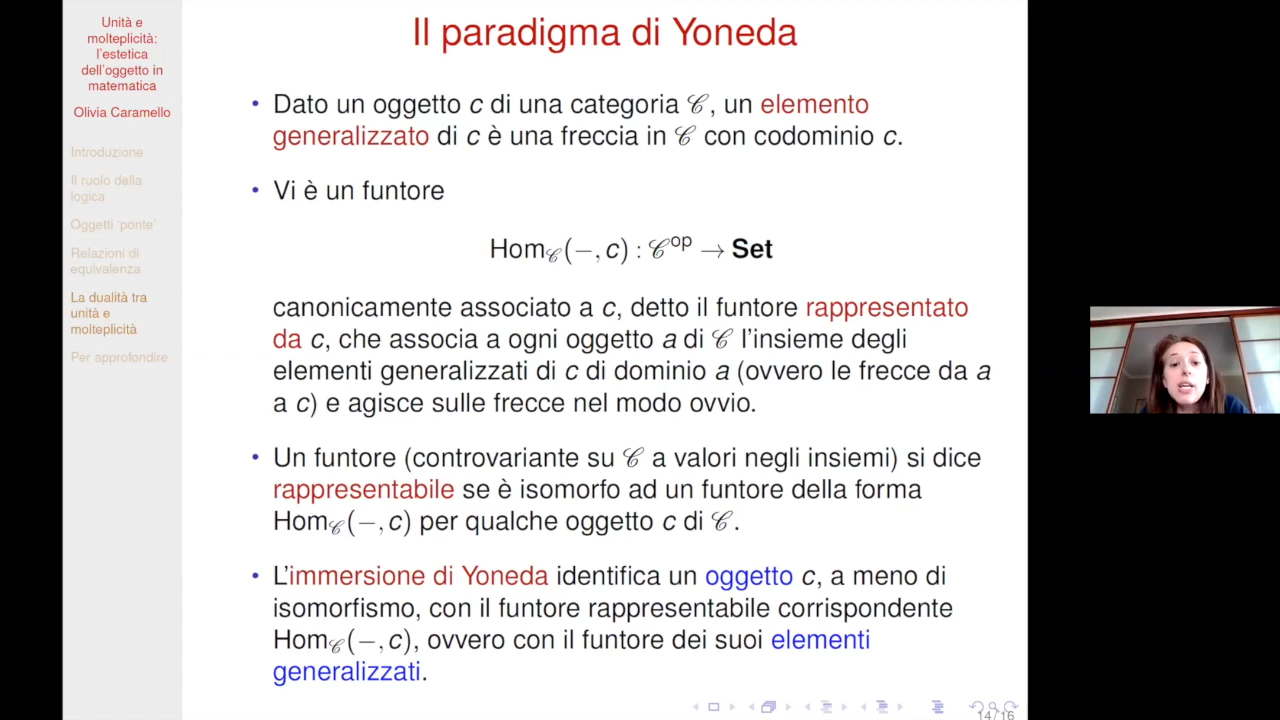 Unità e
molteplicità:
l'estetica
dell'oggetto in
matematica
Olivia Caramello
Introduzione
Il ruolo della
logica
Oggetti 'ponte'
Relazioni di
equivalenza
La dualità tra
unità e
molteplicità
Per approfondire
Il paradigma di Yoneda
• Dato un oggetto c di una categoria 𝒞, un elemento
generalizzato di c è una freccia in 𝒞 con codominio c.
• Vi è un funtore
Hom𝒞(−, c) : 𝒞op → Set
canonicamente associato a c, detto il funtore rappresentato
da c, che associa a ogni oggetto a di 𝒞 l'insieme degli
elementi generalizzati di c di dominio a (ovvero le frecce da a
a c) e agisce sulle frecce nel modo ovvio.
• Un funtore (controvariante su 𝒞 a valori negli insiemi) si dice
rappresentabile se è isomorfo ad un funtore della forma
Hom𝒞(−, c) per qualche oggetto c di 𝒞.
• L'immersione di Yoneda identifica un oggetto c, a meno di
isomorfismo, con il funtore rappresentabile corrispondente
Hom𝒞(−, c), ovvero con il funtore dei suoi elementi
generalizzati.
14/16